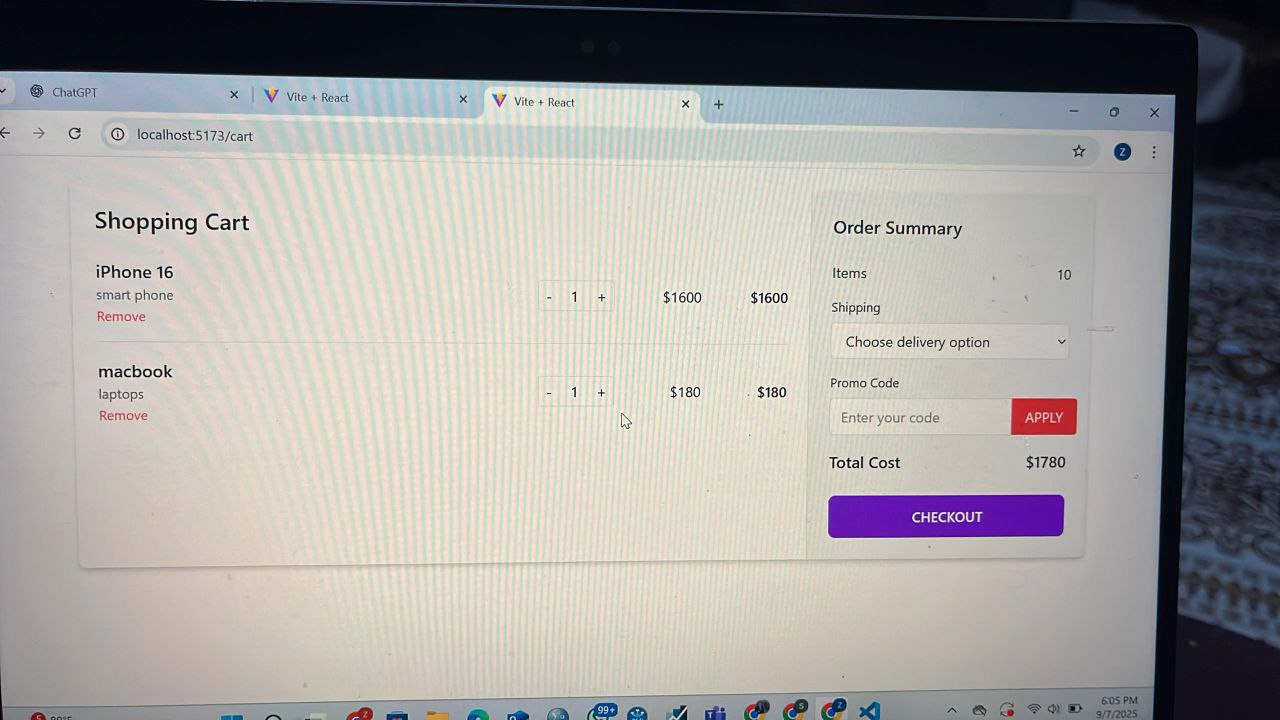 ChatGPT
Vite + React
Vite + React
localhost:5173/cart
Z
Shopping Cart
iPhone 16
smart phone
Remove
- 1 +
$1600
$1600
macbook
laptops
Remove
- 1 +
$180
$180
Order Summary
Items 10
Shipping
Choose delivery option
Promo Code
Enter your code
APPLY
Total Cost $1780
CHECKOUT
99+
6:05 PM
9/7/2025